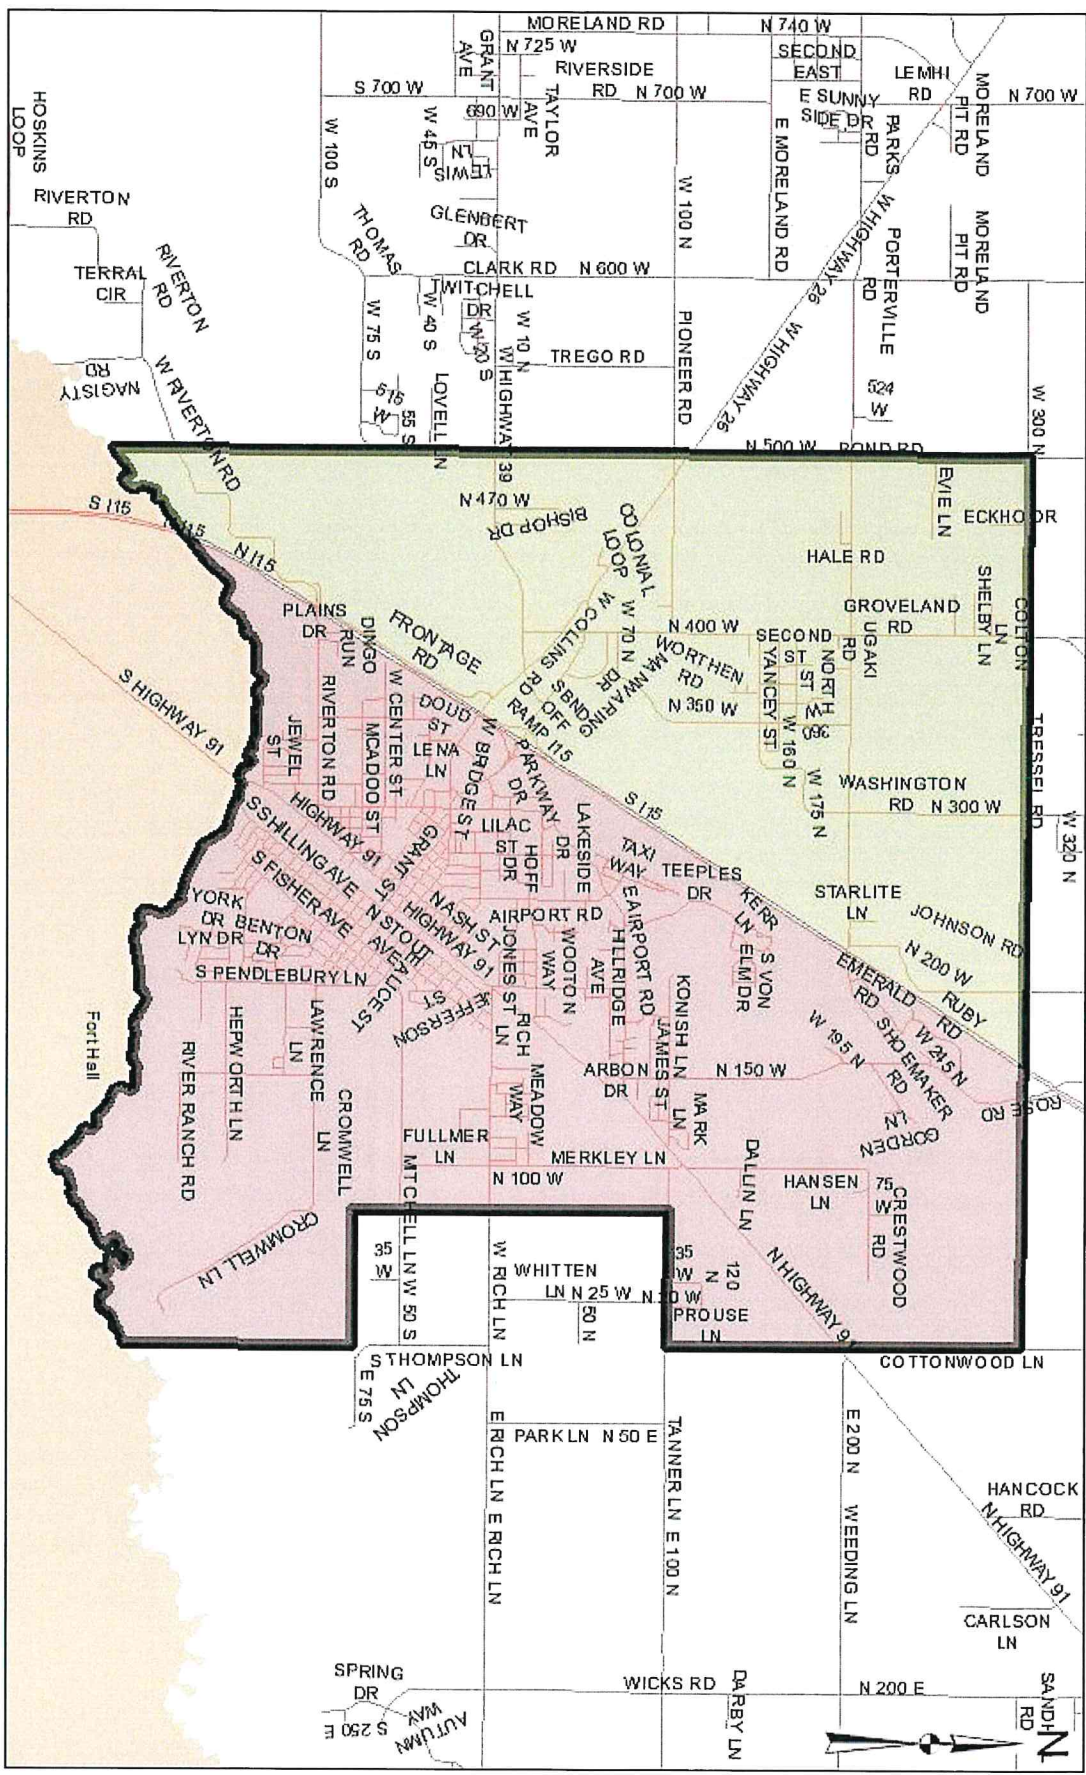 MORELAND RD
N 740 W
GRANT
AVE
N 725 W
SECOND
EAST
RIVERSIDE
RD
N 700 W
LEMHI
RD
MORELAND
PIT RD
N 700 W
S 700 W
690 W
TAYLOR
AVE
E SUNNY
SIDE DR
PARKS
RD
HOSKINS
LOOP
W 100 S
W 45 S
LEWIS
LN
E MORELAND RD
W 100 N
W HIGHWAY 26
RIVERTON
RD
GLENBERT
DR
THOMAS
RD
PORTERVILLE
RD
MORELAND
PIT RD
RIVERTON
RD
TERRAL
CIR
CLARK RD
N 600 W
TWITCHELL
DR
W 75 S
W 40 S
W 20 S
W 10 N
PIONEER RD
W HIGHWAY 26
TREGO RD
NAGISTY
RD
W RIVERTON RD
515
W
55 S
LOVELL LN
W HIGHWAY 39
524
W
W 300 N
N 500 W
POND RD
S I15
N I15
N I15
N 470 W
BISHOP DR
COLONIAL
LOOP
EVIE LN
ECKHO DR
HALE RD
SHELBY LN
COLTON
PLAINS
DR
DINGO
RUN
FRONTAGE
RD
W COLLINS RD
W 70 N
N 400 W
MANWARING
DR
WORTHEN
RD
SECOND
ST
NORTH
ST
UGAKI
RD
GROVELAND
RD
S HIGHWAY 91
JEWEL
ST
RIVERTON RD
MCADOO ST
W CENTER ST
DOUD
ST
LENA
LN
W BRIDGE ST
SBND
OFF
RAMP I15
N 350 W
YANCEY ST
360
W
W 160 N
W 175 N
TRESSEL RD
PARKWAY
DR
S I15
WASHINGTON
RD
N 300 W
W 320 N
HIGHWAY 91
S SHILLING AVE
S FISHER AVE
GRANT ST
LILAC
ST
HOFF
DR
LAKESIDE
DR
TAXI
WAY
TEEPLES
DR
STARLITE
LN
JOHNSON RD
YORK
DR
BENTON
DR
LYN DR
N STOUT
AVE
NASH ST
HIGHWAY 91
AIRPORT RD
E AIRPORT RD
KERR
LN
S VON
ELM DR
N 200 W
S PENDLEBURY LN
ALICE ST
JEFFERSON
ST
JONES ST
WOOTON
WAY
HILLRIDGE
AVE
EMERALD
RD
RUBY
RD
Fort Hall
HEPWORTH LN
LAWRENCE
LN
RICH
LN
KONISH LN
JAMES ST
W 195 N
SHOEMAKER
RD
W 245 N
RIVER RANCH RD
MEADOW
WAY
ARBON
DR
N 150 W
ROSE RD
CROMWELL
LN
FULLMER
LN
MARK
LN
GORDEN
LN
MERKLEY LN
N 100 W
DALLIN LN
HANSEN
LN
75
W
CRESTWOOD
RD
CROMWELL LN
MITCHELL LN
W 50 S
35
W
W RICH LN
WHITTEN
LN
N 25 W
50 N
35
W
120
N
PROUSE
LN
N HIGHWAY 91
S THOMPSON LN
COTTONWOOD LN
E 75 S
THOMPSON
LN
E RICH LN
E RICH LN
PARK LN
N 50 E
TANNER LN
E 100 N
E 200 N
WEEDING LN
HANCOCK
RD
N HIGHWAY 91
CARLSON
LN
SPRING
DR
WICKS RD
N 200 E
S 250 E
AUTUMN
WAY
DARBY LN
RD
N